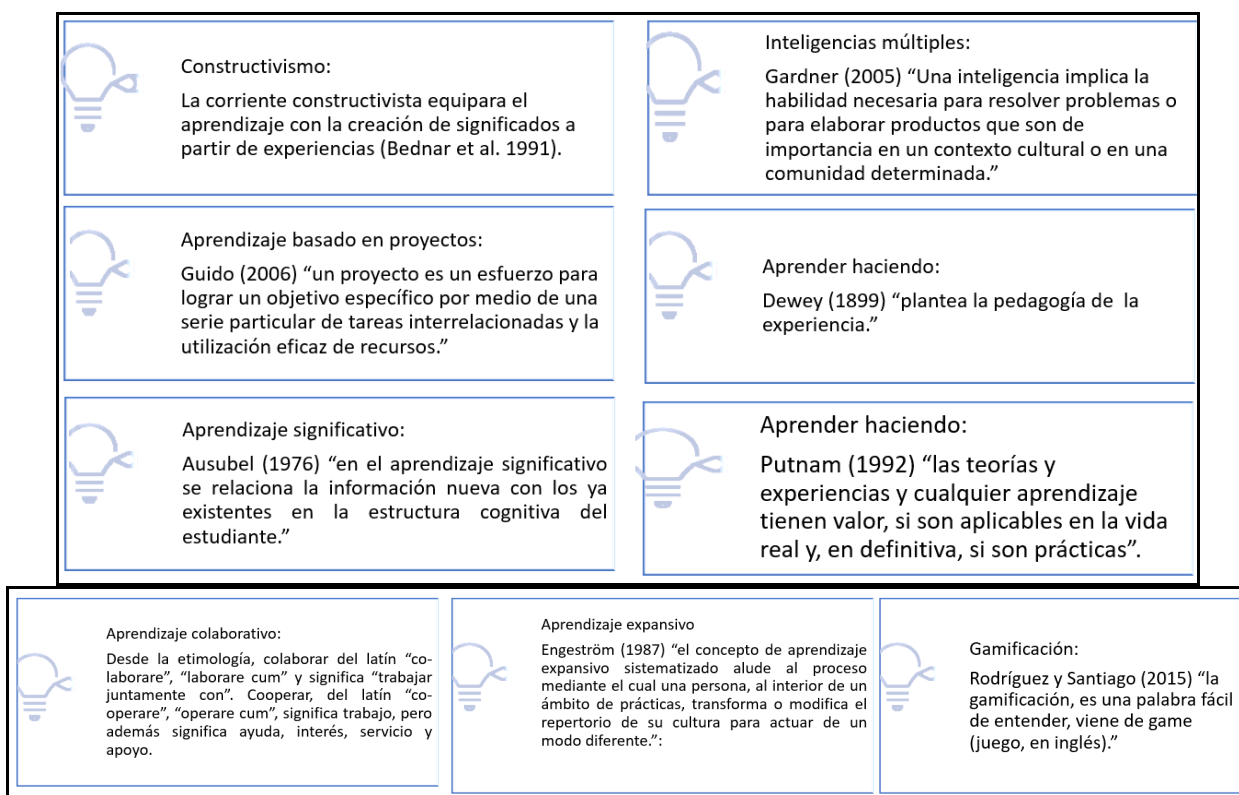 Constructivismo:
La corriente constructivista equipara el
aprendizaje con la creación de significados a
partir de experiencias (Bednar et al. 1991).
Inteligencias múltiples:
Gardner (2005) “Una inteligencia implica la
habilidad necesaria para resolver problemas o
para elaborar productos que son de
importancia en un contexto cultural o en una
comunidad determinada.”
Aprendizaje basado en proyectos:
Guido (2006) “un proyecto es un esfuerzo para
lograr un objetivo específico por medio de una
serie particular de tareas interrelacionadas y la
utilización eficaz de recursos.”
Aprender haciendo:
Dewey (1899) “plantea la pedagogía de la
experiencia.”
Aprendizaje significativo:
Ausubel (1976) “en el aprendizaje significativo
se relaciona la información nueva con los ya
existentes en la estructura cognitiva del
estudiante.”
Aprender haciendo:
Putnam (1992) “las teorías y
experiencias y cualquier aprendizaje
tienen valor, si son aplicables en la vida
real y, en definitiva, si son prácticas”.
Aprendizaje colaborativo:
Desde la etimología, colaborar del latín “co-
laborare”, “laborare cum” y significa “trabajar
juntamente con”. Cooperar, del latín “co-
operare”, “operare cum”, significa trabajo, pero
además significa ayuda, interés, servicio y
apoyo.
Aprendizaje expansivo
Engeström (1987) “el concepto de aprendizaje
expansivo sistematizado alude al proceso
mediante el cual una persona, al interior de un
ámbito de prácticas, transforma o modifica el
repertorio de su cultura para actuar de un
modo diferente.”:
Gamificación:
Rodríguez y Santiago (2015) “la
gamificación, es una palabra fácil
de entender, viene de game
(juego, en inglés).”